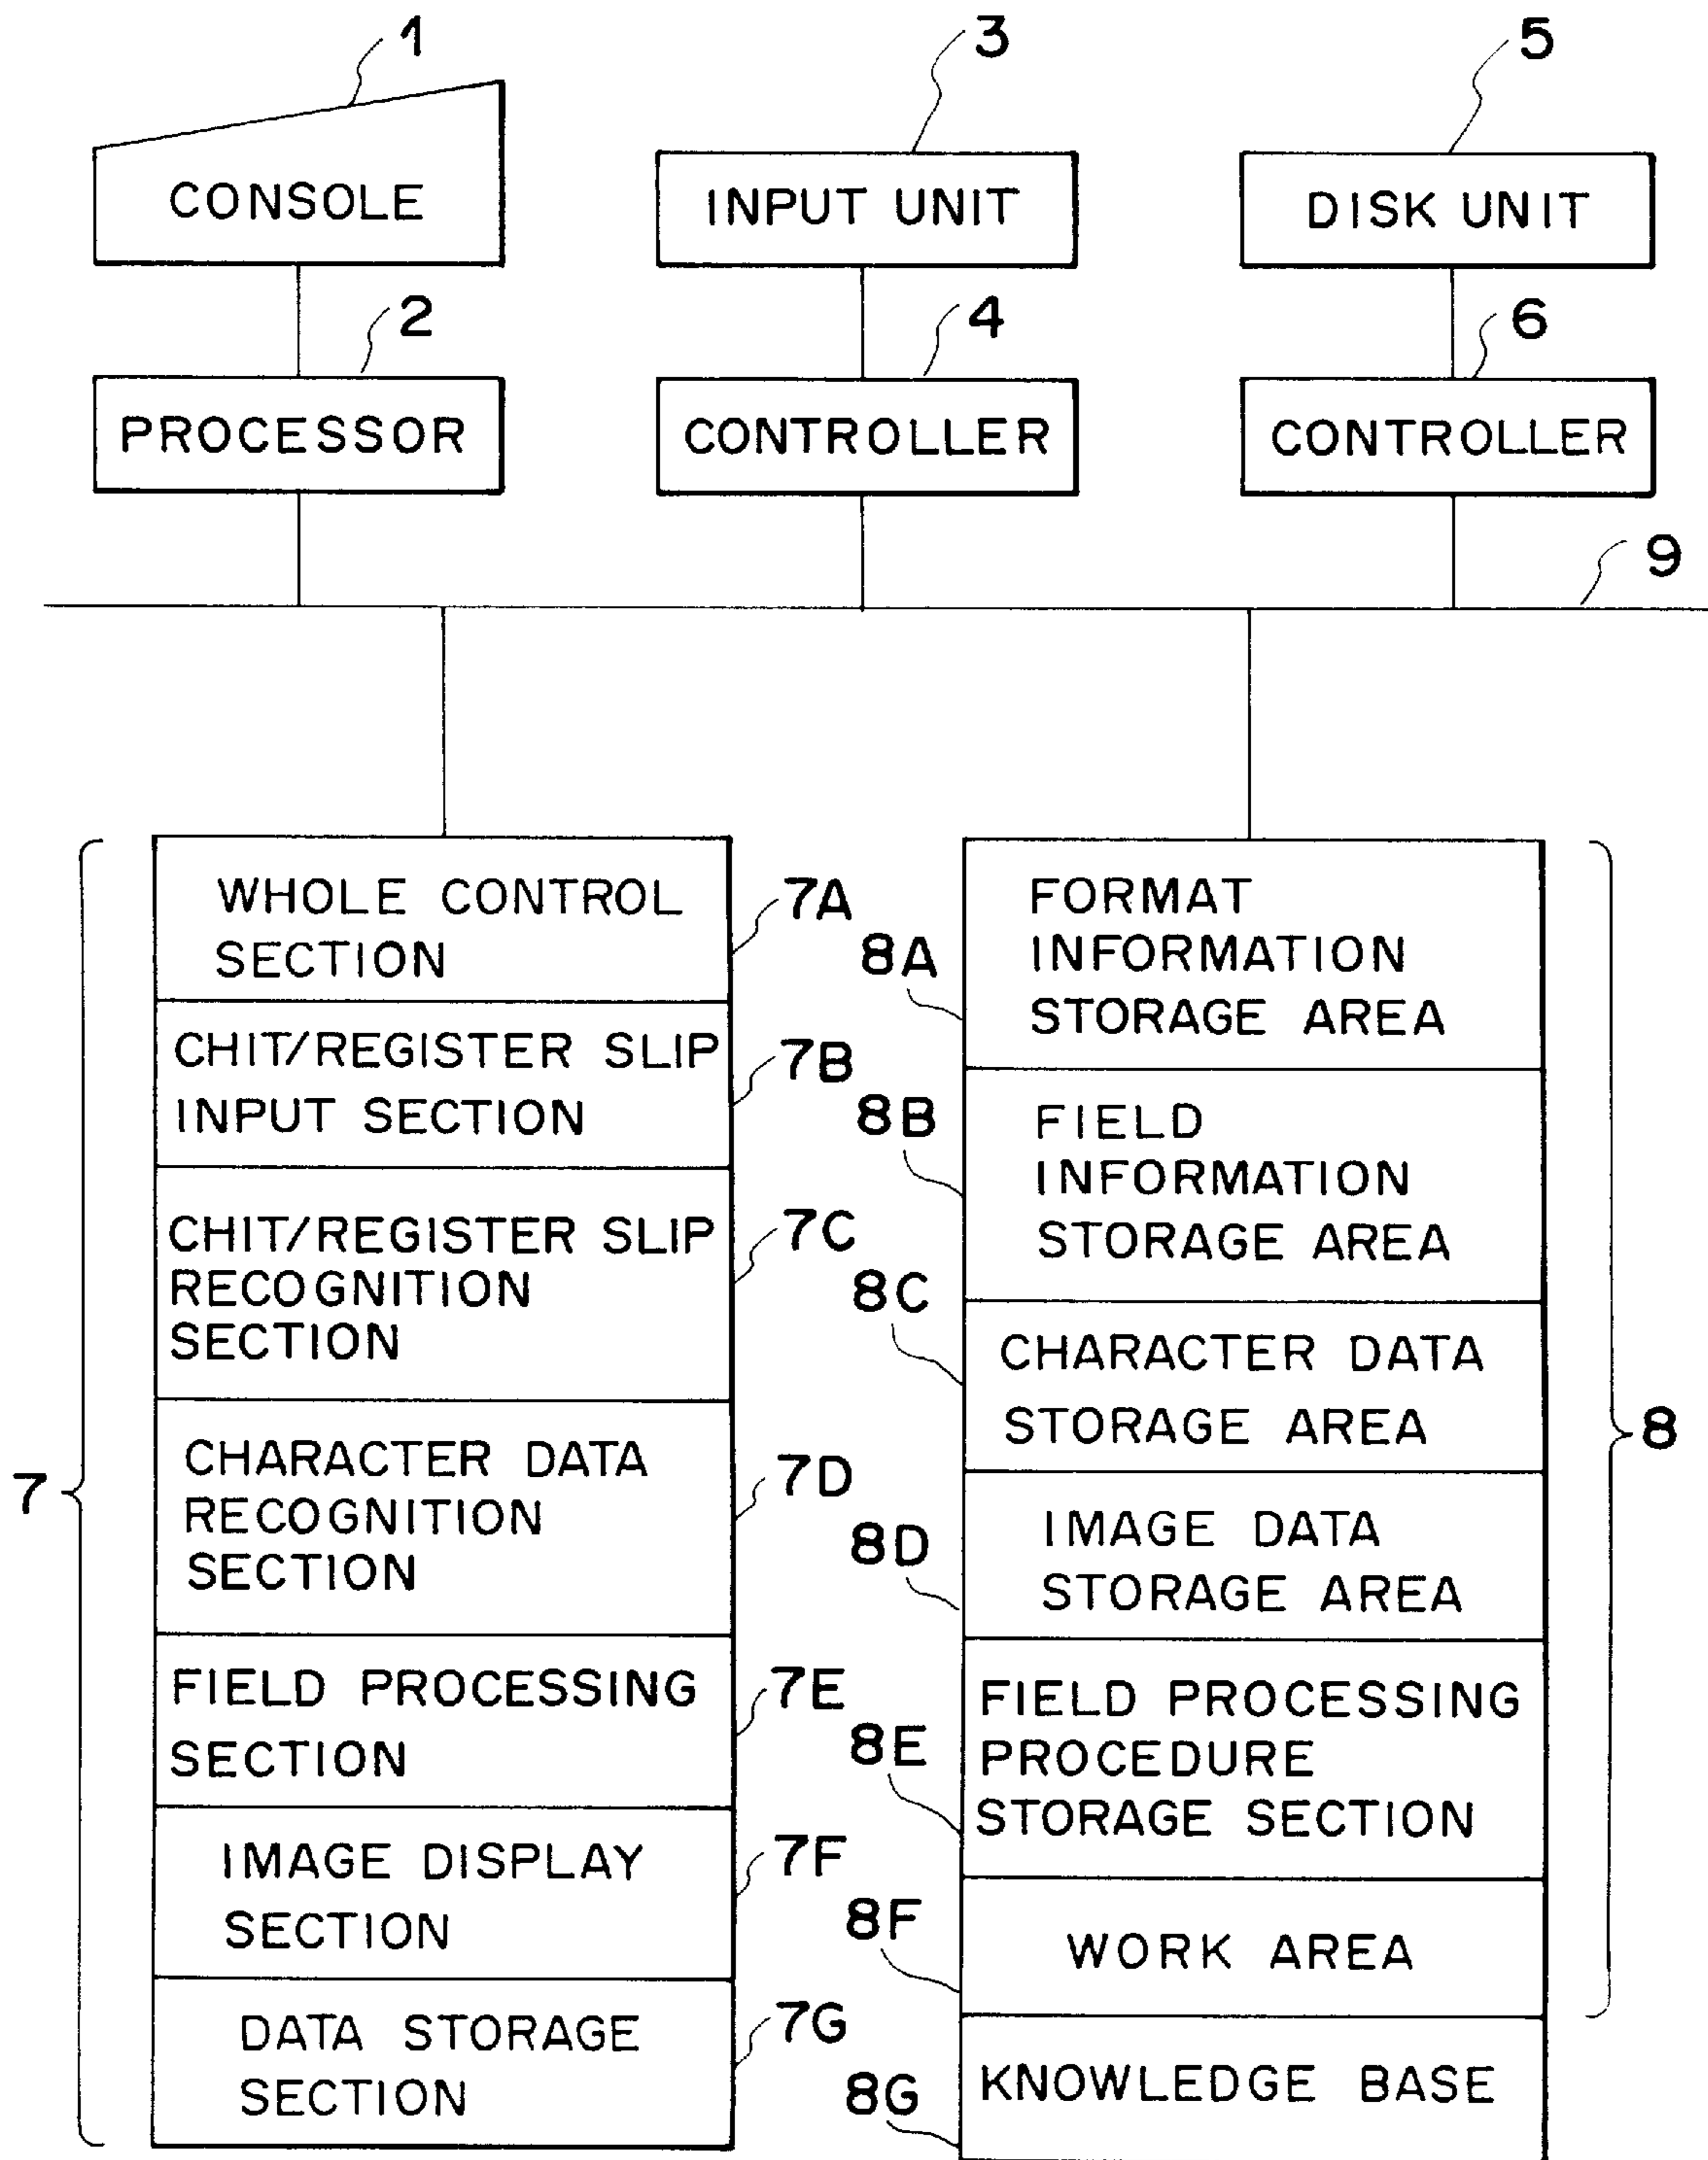 1
3
5
CONSOLE
INPUT UNIT
DISK UNIT
2
4
6
PROCESSOR
CONTROLLER
CONTROLLER
9
7
WHOLE CONTROL
SECTION
7A
CHIT/REGISTER SLIP
INPUT SECTION
7B
CHIT/REGISTER SLIP
RECOGNITION
SECTION
7C
CHARACTER DATA
RECOGNITION
SECTION
7D
FIELD PROCESSING
SECTION
7E
IMAGE DISPLAY
SECTION
7F
DATA STORAGE
SECTION
7G
8A
FORMAT
INFORMATION
STORAGE AREA
8B
FIELD
INFORMATION
STORAGE AREA
8C
CHARACTER DATA
STORAGE AREA
8
8D
IMAGE DATA
STORAGE AREA
8E
FIELD PROCESSING
PROCEDURE
STORAGE SECTION
8F
WORK AREA
8G
KNOWLEDGE BASE